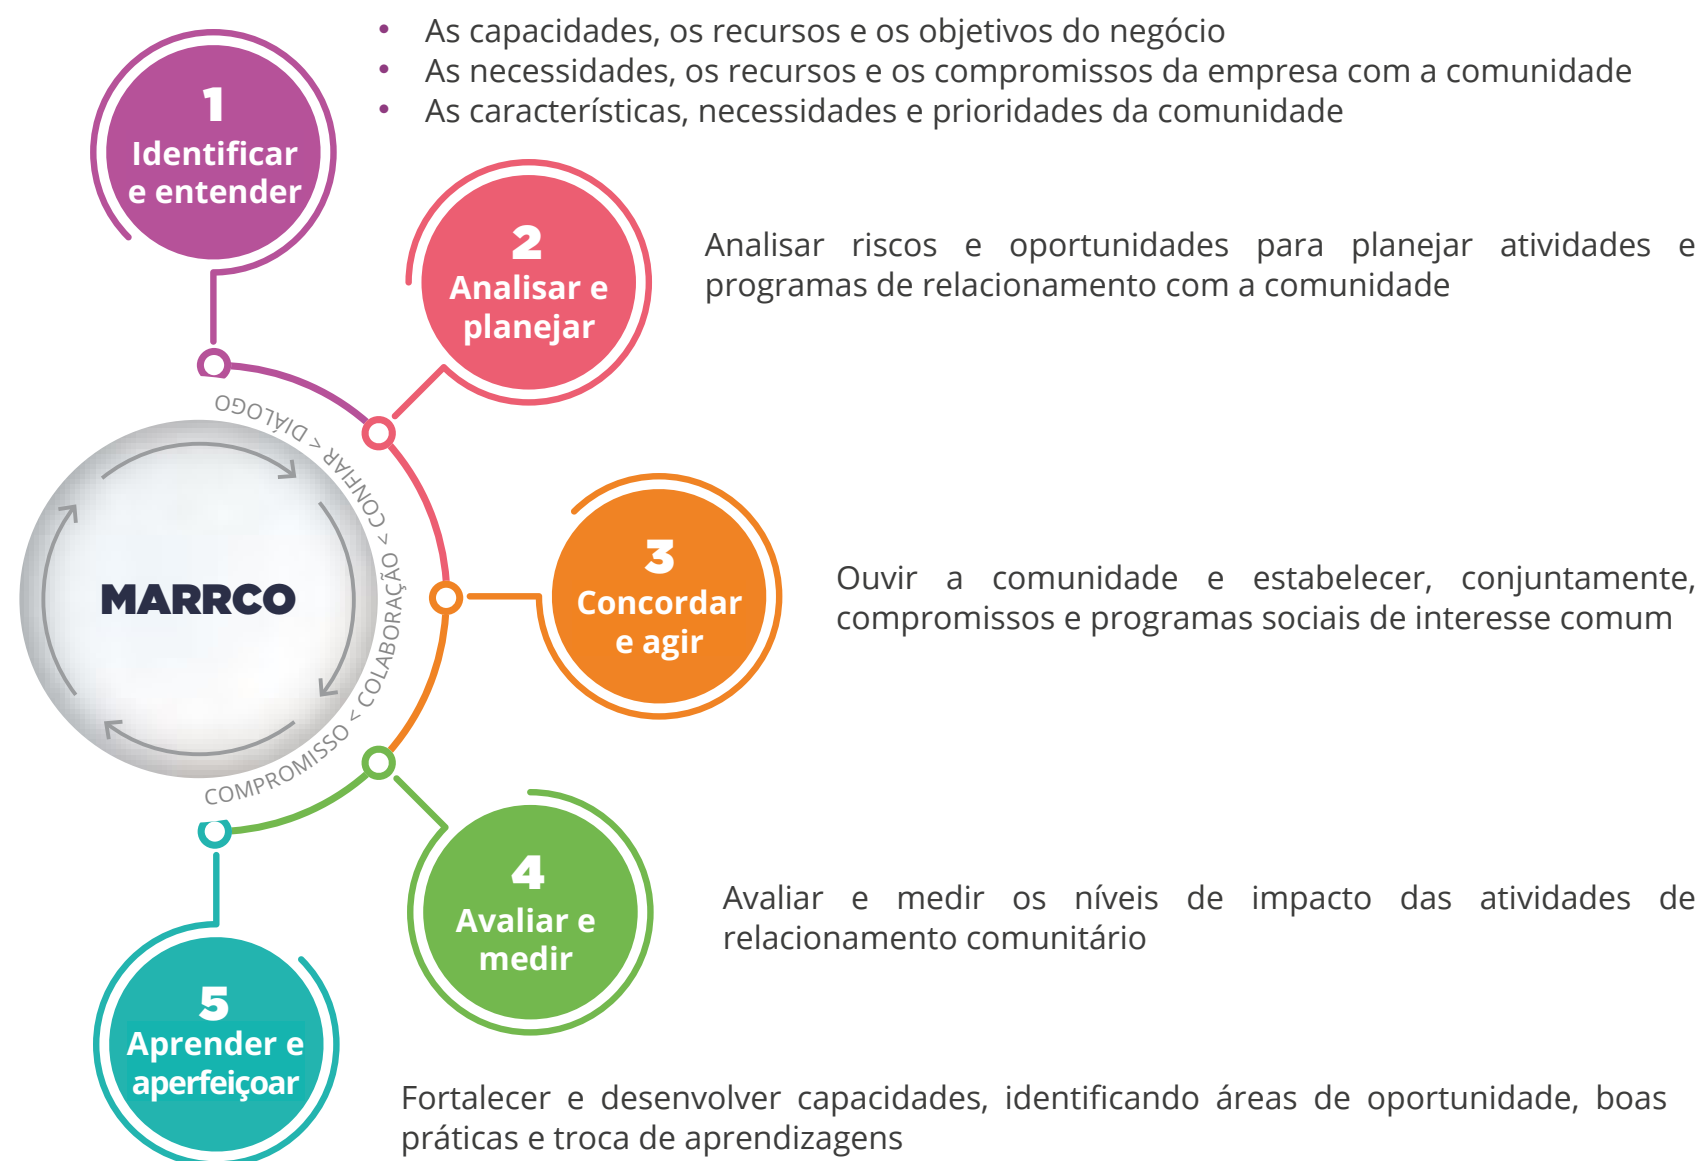 • As capacidades, os recursos e os objetivos do negócio
• As necessidades, os recursos e os compromissos da empresa com a comunidade
• As características, necessidades e prioridades da comunidade
1
Identificar
e entender
2
Analisar e
planejar
Analisar riscos e oportunidades para planejar atividades e
programas de relacionamento com a comunidade
COMPROMISSO < COLABORAÇÃO < CONFIAR < DIÁLOGO
MARRCO
3
Concordar
e agir
Ouvir a comunidade e estabelecer, conjuntamente,
compromissos e programas sociais de interesse comum
4
Avaliar e
medir
Avaliar e medir os níveis de impacto das atividades de
relacionamento comunitário
5
Aprender e
aperfeiçoar
Fortalecer e desenvolver capacidades, identificando áreas de oportunidade, boas
práticas e troca de aprendizagens